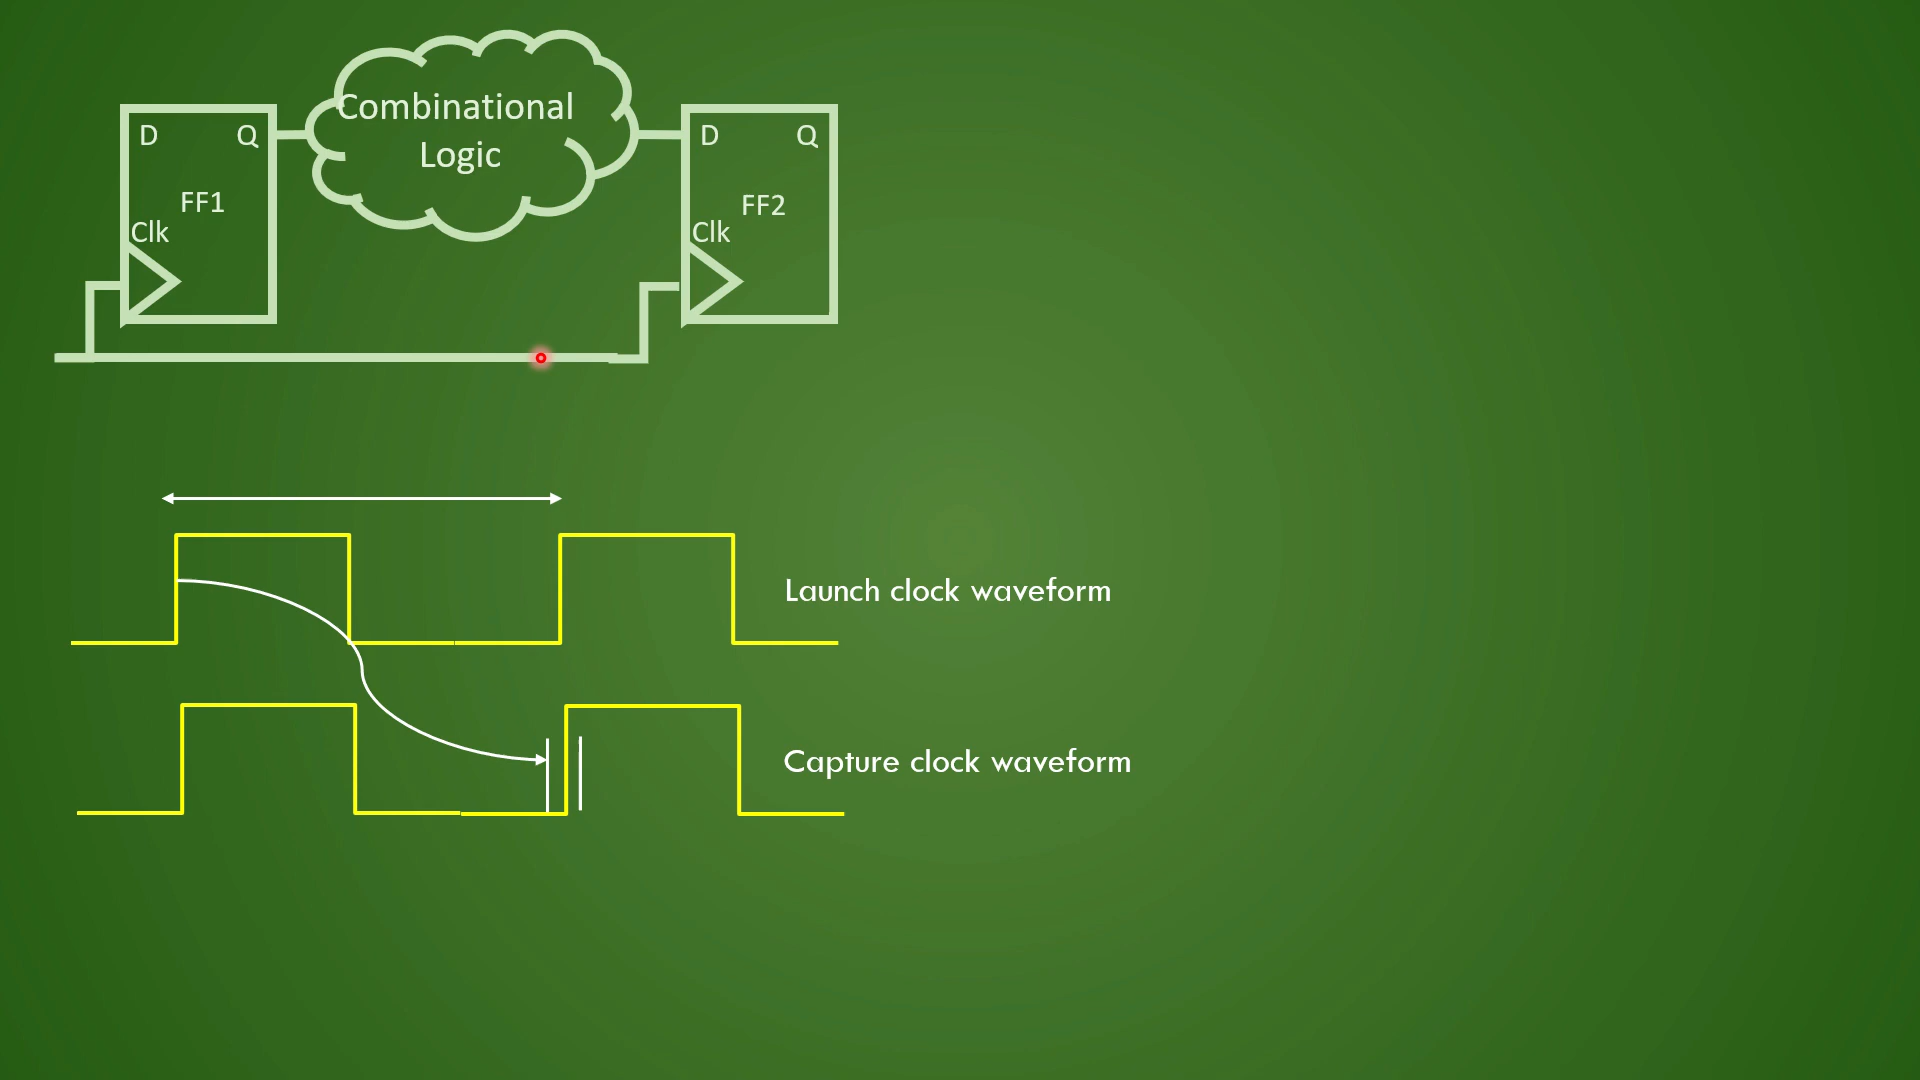 Combinational
Logic
D Q
FF1
Clk
D Q
FF2
Clk
Launch clock waveform
Capture clock waveform